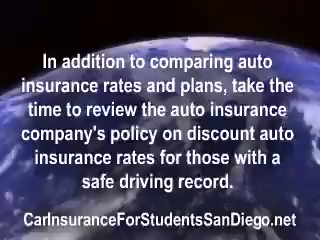 In addition to comparing auto
insurance rates and plans, take the
time to review the auto insurance
company's policy on discount auto
insurance rates for those with a
safe driving record.
CarInsuranceForStudentsSanDiego.net